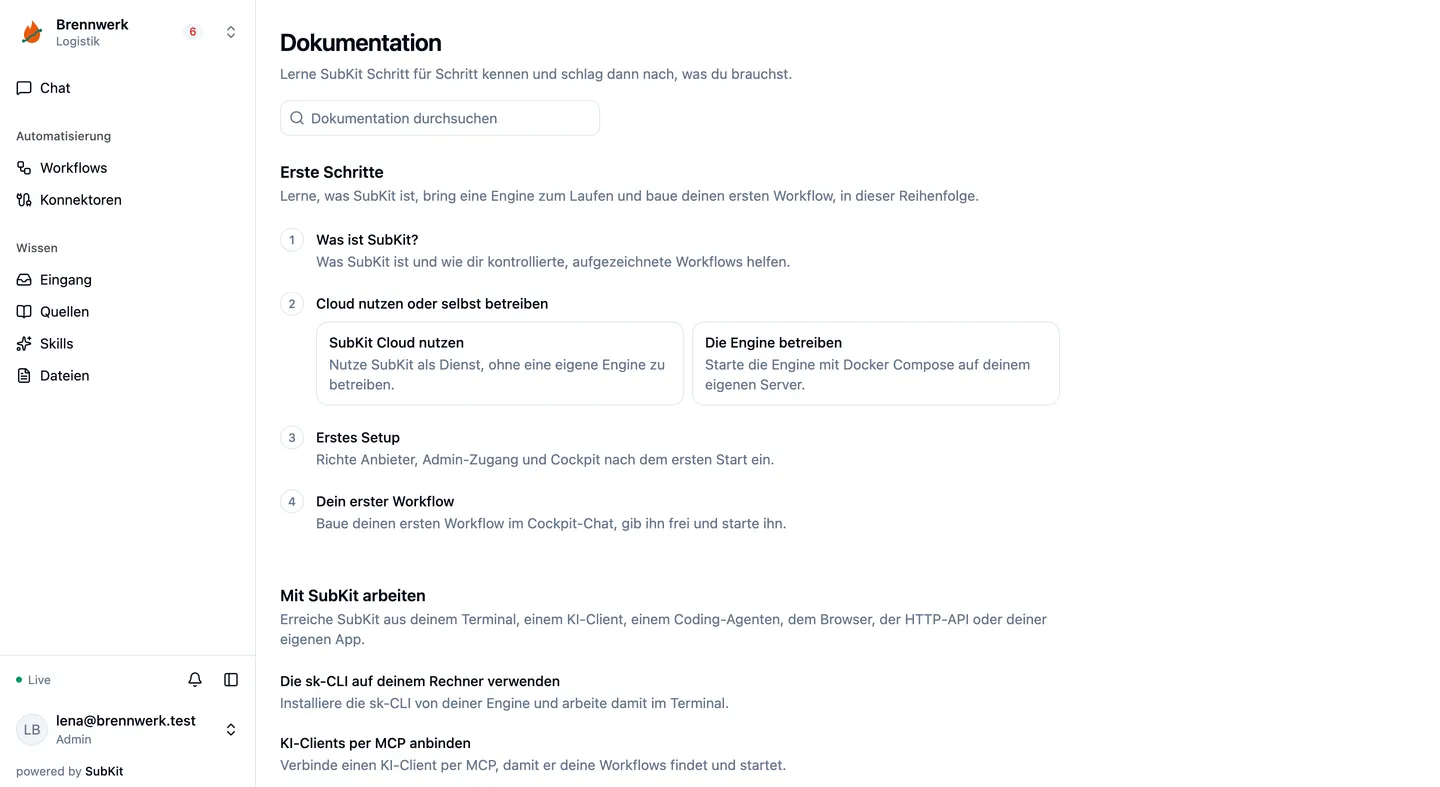 Brennwerk
Logistik
6
Chat
Automatisierung
Workflows
Konnektoren
Wissen
Eingang
Quellen
Skills
Dateien
Live
LB
lena@brennwerk.test
Admin
powered by SubKit
Dokumentation
Lerne SubKit Schritt für Schritt kennen und schlag dann nach, was du brauchst.
Dokumentation durchsuchen
Erste Schritte
Lerne, was SubKit ist, bring eine Engine zum Laufen und baue deinen ersten Workflow, in dieser Reihenfolge.
1
Was ist SubKit?
Was SubKit ist und wie dir kontrollierte, aufgezeichnete Workflows helfen.
2
Cloud nutzen oder selbst betreiben
SubKit Cloud nutzen
Nutze SubKit als Dienst, ohne eine eigene Engine zu
betreiben.
Die Engine betreiben
Starte die Engine mit Docker Compose auf deinem
eigenen Server.
3
Erstes Setup
Richte Anbieter, Admin-Zugang und Cockpit nach dem ersten Start ein.
4
Dein erster Workflow
Baue deinen ersten Workflow im Cockpit-Chat, gib ihn frei und starte ihn.
Mit SubKit arbeiten
Erreiche SubKit aus deinem Terminal, einem KI-Client, einem Coding-Agenten, dem Browser, der HTTP-API oder deiner
eigenen App.
Die sk-CLI auf deinem Rechner verwenden
Installiere die sk-CLI von deiner Engine und arbeite damit im Terminal.
KI-Clients per MCP anbinden
Verbinde einen KI-Client per MCP, damit er deine Workflows findet und startet.